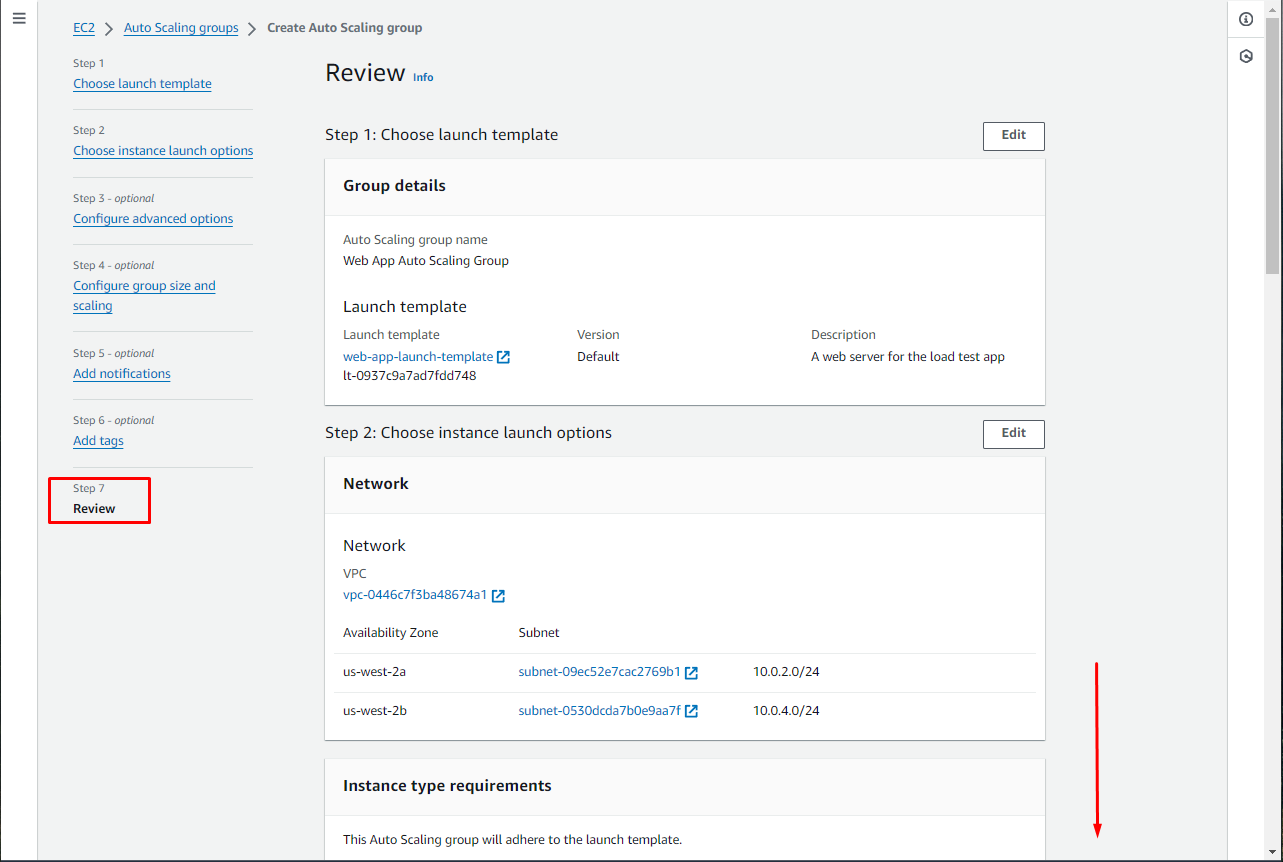 EC2 > Auto Scaling groups > Create Auto Scaling group
Step 1
Choose launch template
Step 2
Choose instance launch options
Step 3 - optional
Configure advanced options
Step 4 - optional
Configure group size and
scaling
Step 5 - optional
Add notifications
Step 6 - optional
Add tags
Step 7
Review
Review Info
Step 1: Choose launch template Edit
Group details
Auto Scaling group name
Web App Auto Scaling Group
Launch template
Launch template Version Description
web-app-launch-template Default A web server for the load test app
lt-0937c9a7ad7fdd748
Step 2: Choose instance launch options Edit
Network
Network
VPC
vpc-0446c7f3ba48674a1
Availability Zone Subnet
us-west-2a subnet-09ec52e7cac2769b1 10.0.2.0/24
us-west-2b subnet-0530dcda7b0e9aa7f 10.0.4.0/24
Instance type requirements
This Auto Scaling group will adhere to the launch template.